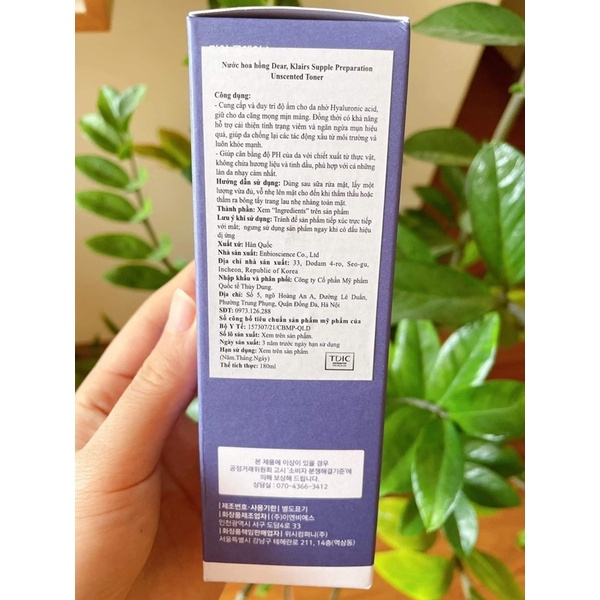 Nước hoa hồng Dear, Klairs Supple Preparation
Unscented Toner
Công dụng:
- Cung cấp và duy trì độ ẩm cho da nhờ Hyaluronic acid,
giữ cho da căng mọng mịn màng. Đồng thời có khả năng
hỗ trợ cải thiện tình trạng viêm và ngăn ngừa mụn hiệu
quả, giúp da chống lại các tác động xấu từ môi trường và
luôn khỏe mạnh.
- Giúp cân bằng độ PH của da với chiết xuất từ thực vật,
không chứa hương liệu và tinh dầu, phù hợp với cả những
làn da nhạy cảm nhất.
Hướng dẫn sử dụng: Dùng sau sữa rửa mặt, lấy một
lượng vừa đủ, vỗ nhẹ lên mặt cho đến khi thẩm thấu hoặc
thấm ra bông tẩy trang lau nhẹ nhàng toàn mặt.
Thành phần: Xem "Ingredients" trên sản phẩm
Lưu ý khi sử dụng: Tránh để sản phẩm tiếp xúc trực tiếp
với mắt; ngưng sử dụng sản phẩm ngay khi có dấu hiệu
dị ứng
Xuất xứ: Hàn Quốc
Nhà sản xuất: Enbioscience Co., Ltd
Địa chỉ nhà sản xuất: 33, Dodam 4-ro, Seo-gu,
Incheon, Republic of Korea
Nhập khẩu và phân phối: Công ty Cổ phần Mỹ phẩm
Quốc tế Thùy Dung.
Địa chỉ: Số 5, ngõ Hoàng An A, Đường Lê Duẩn,
Phường Trung Phụng, Quận Đống Đa, Hà Nội
SĐT: 0973.126.288
Số công bố tiêu chuẩn sản phẩm mỹ phẩm của
Bộ Y Tế: 157307/21/CBMP-QLD
Số lô sản xuất: Xem trên sản phẩm.
Ngày sản xuất: 3 năm trước ngày hạn sử dụng
Hạn sử dụng: Xem trên sản phẩm
(Năm.Tháng.Ngày)
Thể tích thực: 180ml
TDIC
본 제품에 이상이 있을 경우
공정거래위원회 고시 '소비자 분쟁해결기준'에
의해 보상해 드립니다.
상담실 : 070-4366-3412
| 제조번호·사용기한 | 별도표기
| 화장품제조업자 | (주)이엔비에스
인천광역시 서구 도담4로 33
| 화장품책임판매업자 | 위시컴퍼니(주)
서울특별시 강남구 테헤란로 211, 14층(역삼동)